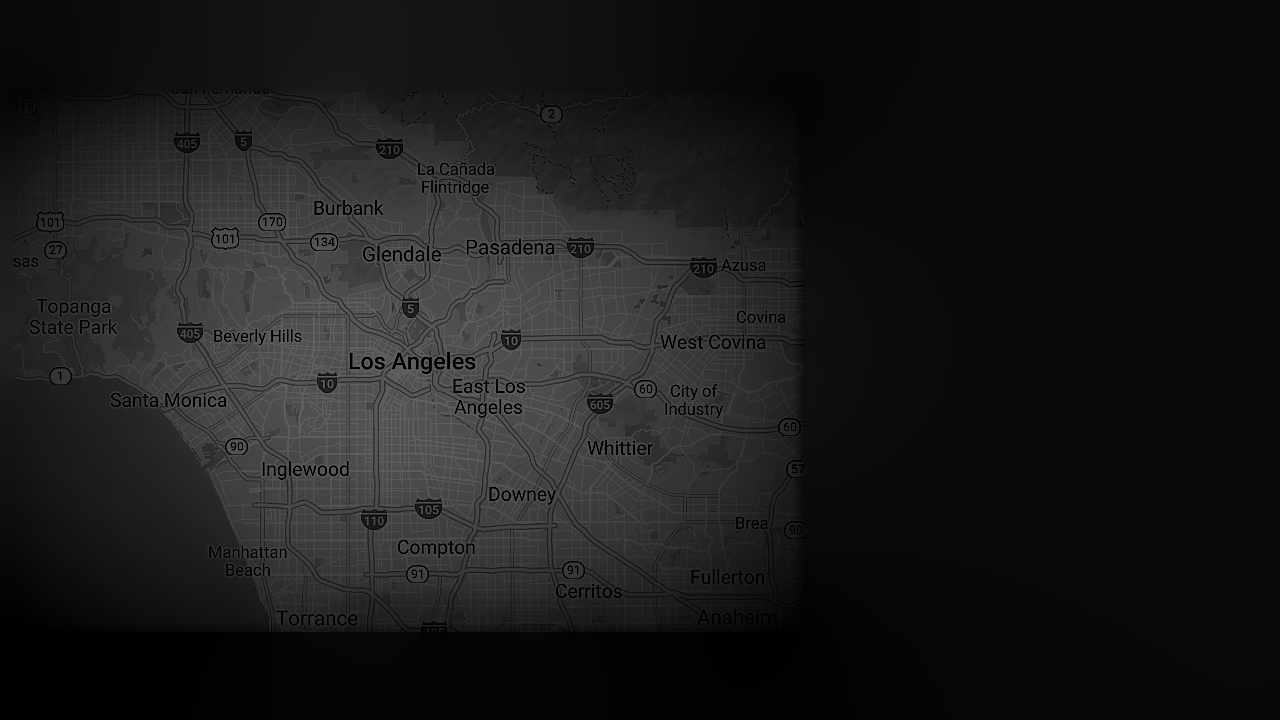 118
2
405
5
210
La Cañada
Flintridge
Burbank
101
170
101
134
27
Glendale
Pasadena
210
sas
210
Azusa
Topanga
State Park
5
Covina
405
Beverly Hills
10
West Covina
Los Angeles
1
10
East Los
Angeles
60
City of
Industry
Santa Monica
605
60
90
Whittier
Inglewood
57
Downey
105
110
Brea
90
Compton
Manhattan
Beach
91
91
Fullerton
Cerritos
Torrance
Anaheim